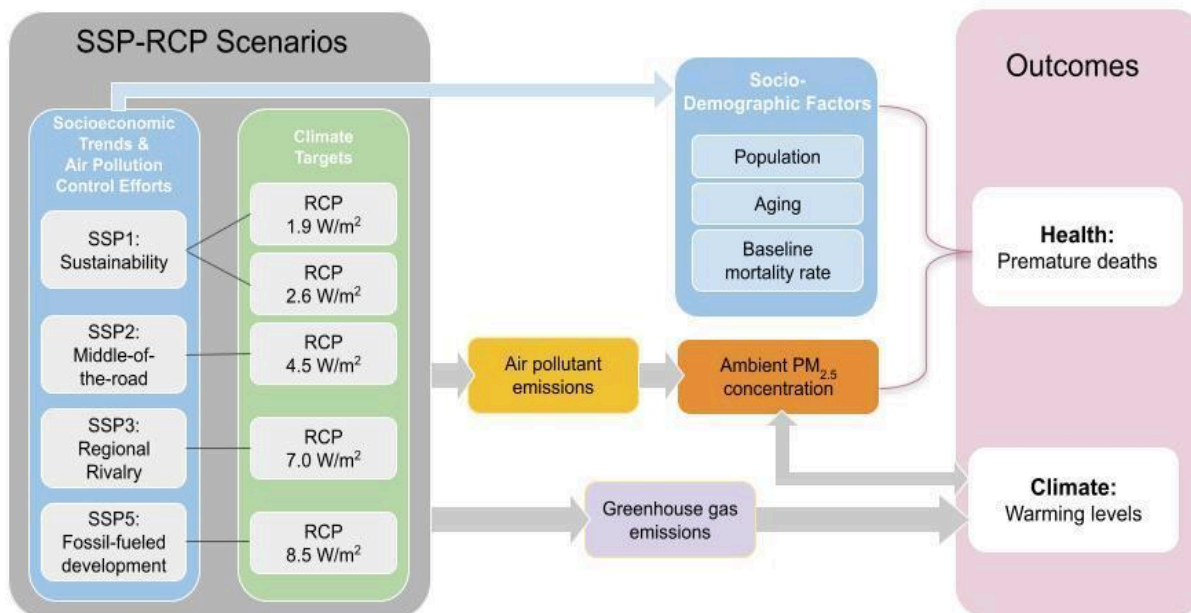 SSP-RCP Scenarios
Socioeconomic
Trends &
Air Pollution
Control Efforts
SSP1:
Sustainability
SSP2:
Middle-of-
the-road
SSP3:
Regional
Rivalry
SSP5:
Fossil-fueled
development
Climate
Targets
RCP
1.9 W/m²
RCP
2.6 W/m²
RCP
4.5 W/m²
RCP
7.0 W/m²
RCP
8.5 W/m²
Socio-
Demographic Factors
Population
Aging
Baseline
mortality rate
Air pollutant
emissions
Ambient PM₂.₅
concentration
Greenhouse gas
emissions
Outcomes
Health:
Premature deaths
Climate:
Warming levels